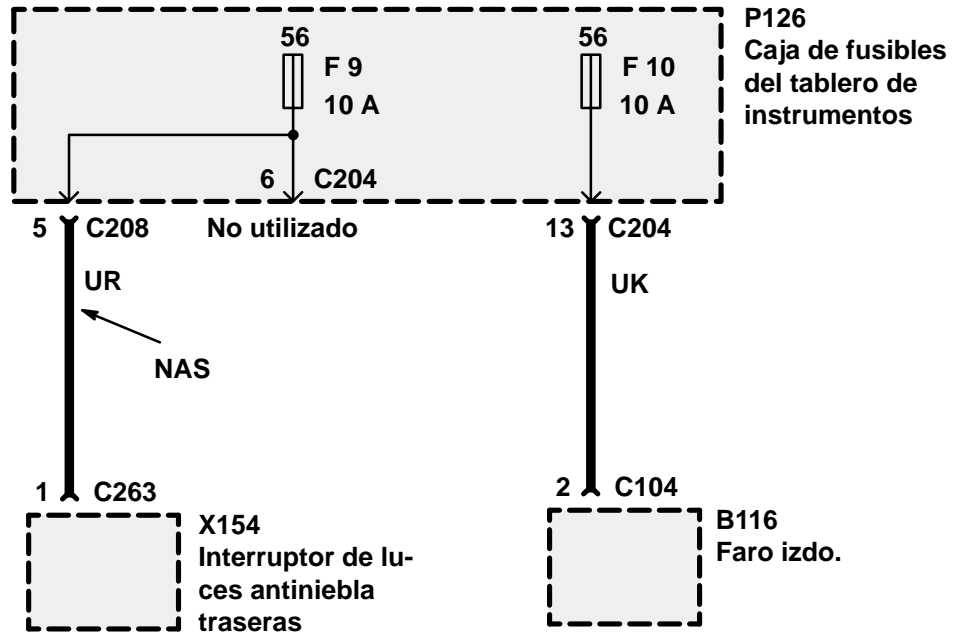 P126
Caja de fusibles
del tablero de
instrumentos
56
F 9
10 A
56
F 10
10 A
6 C204
5 C208
No utilizado
13 C204
UR
UK
NAS
1 C263
2 C104
X154
Interruptor de lu-
ces antiniebla
traseras
B116
Faro izdo.